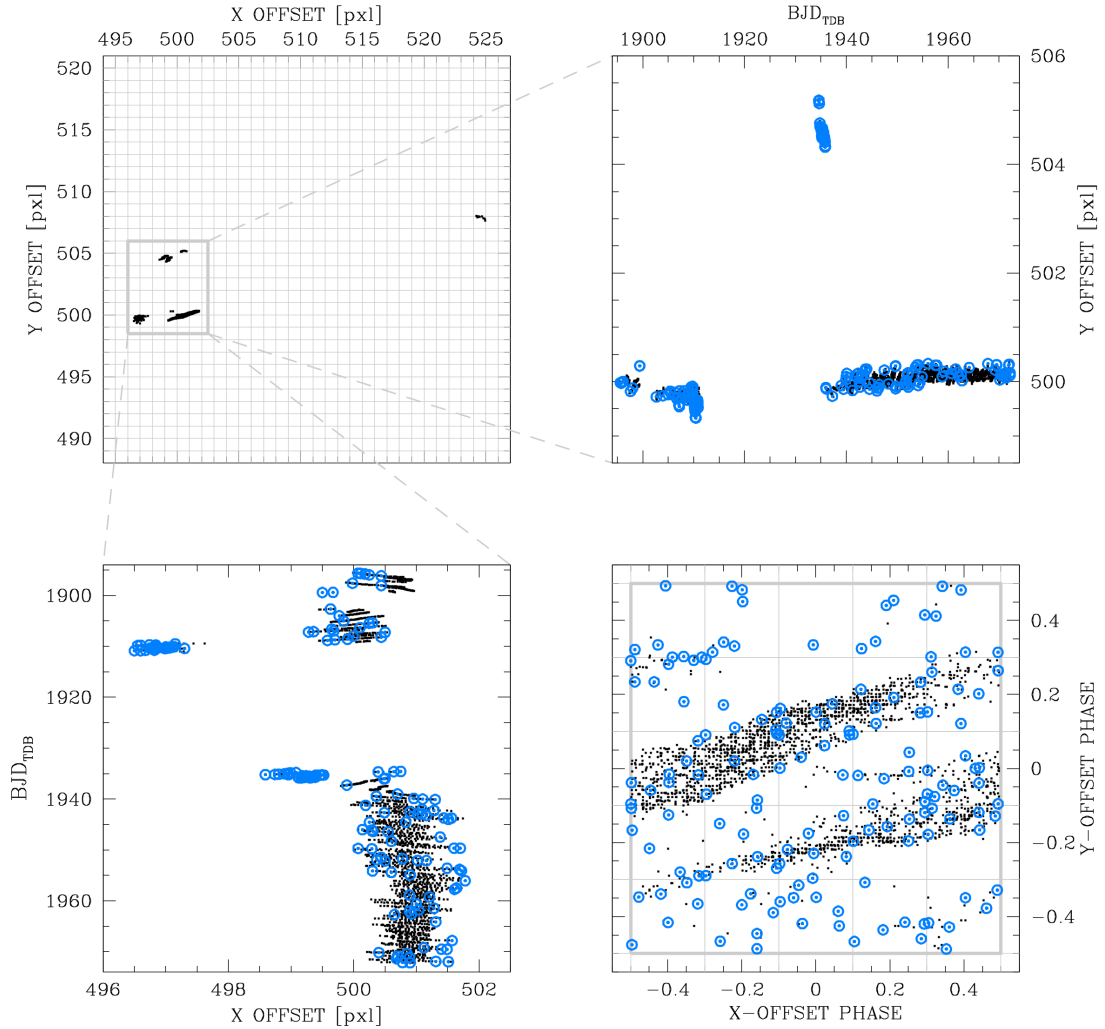 X OFFSET [pxl]
495 500 505 510 515 520 525
520
515
510
505
500
495
490
Y OFFSET [pxl]
BJD_TDB
1900 1920 1940 1960
506
504
502
500
Y OFFSET [pxl]
1900
1920
1940
1960
BJD_TDB
496 498 500 502
X OFFSET [pxl]
0.4
0.2
0
−0.2
−0.4
Y-OFFSET PHASE
−0.4 −0.2 0 0.2 0.4
X-OFFSET PHASE